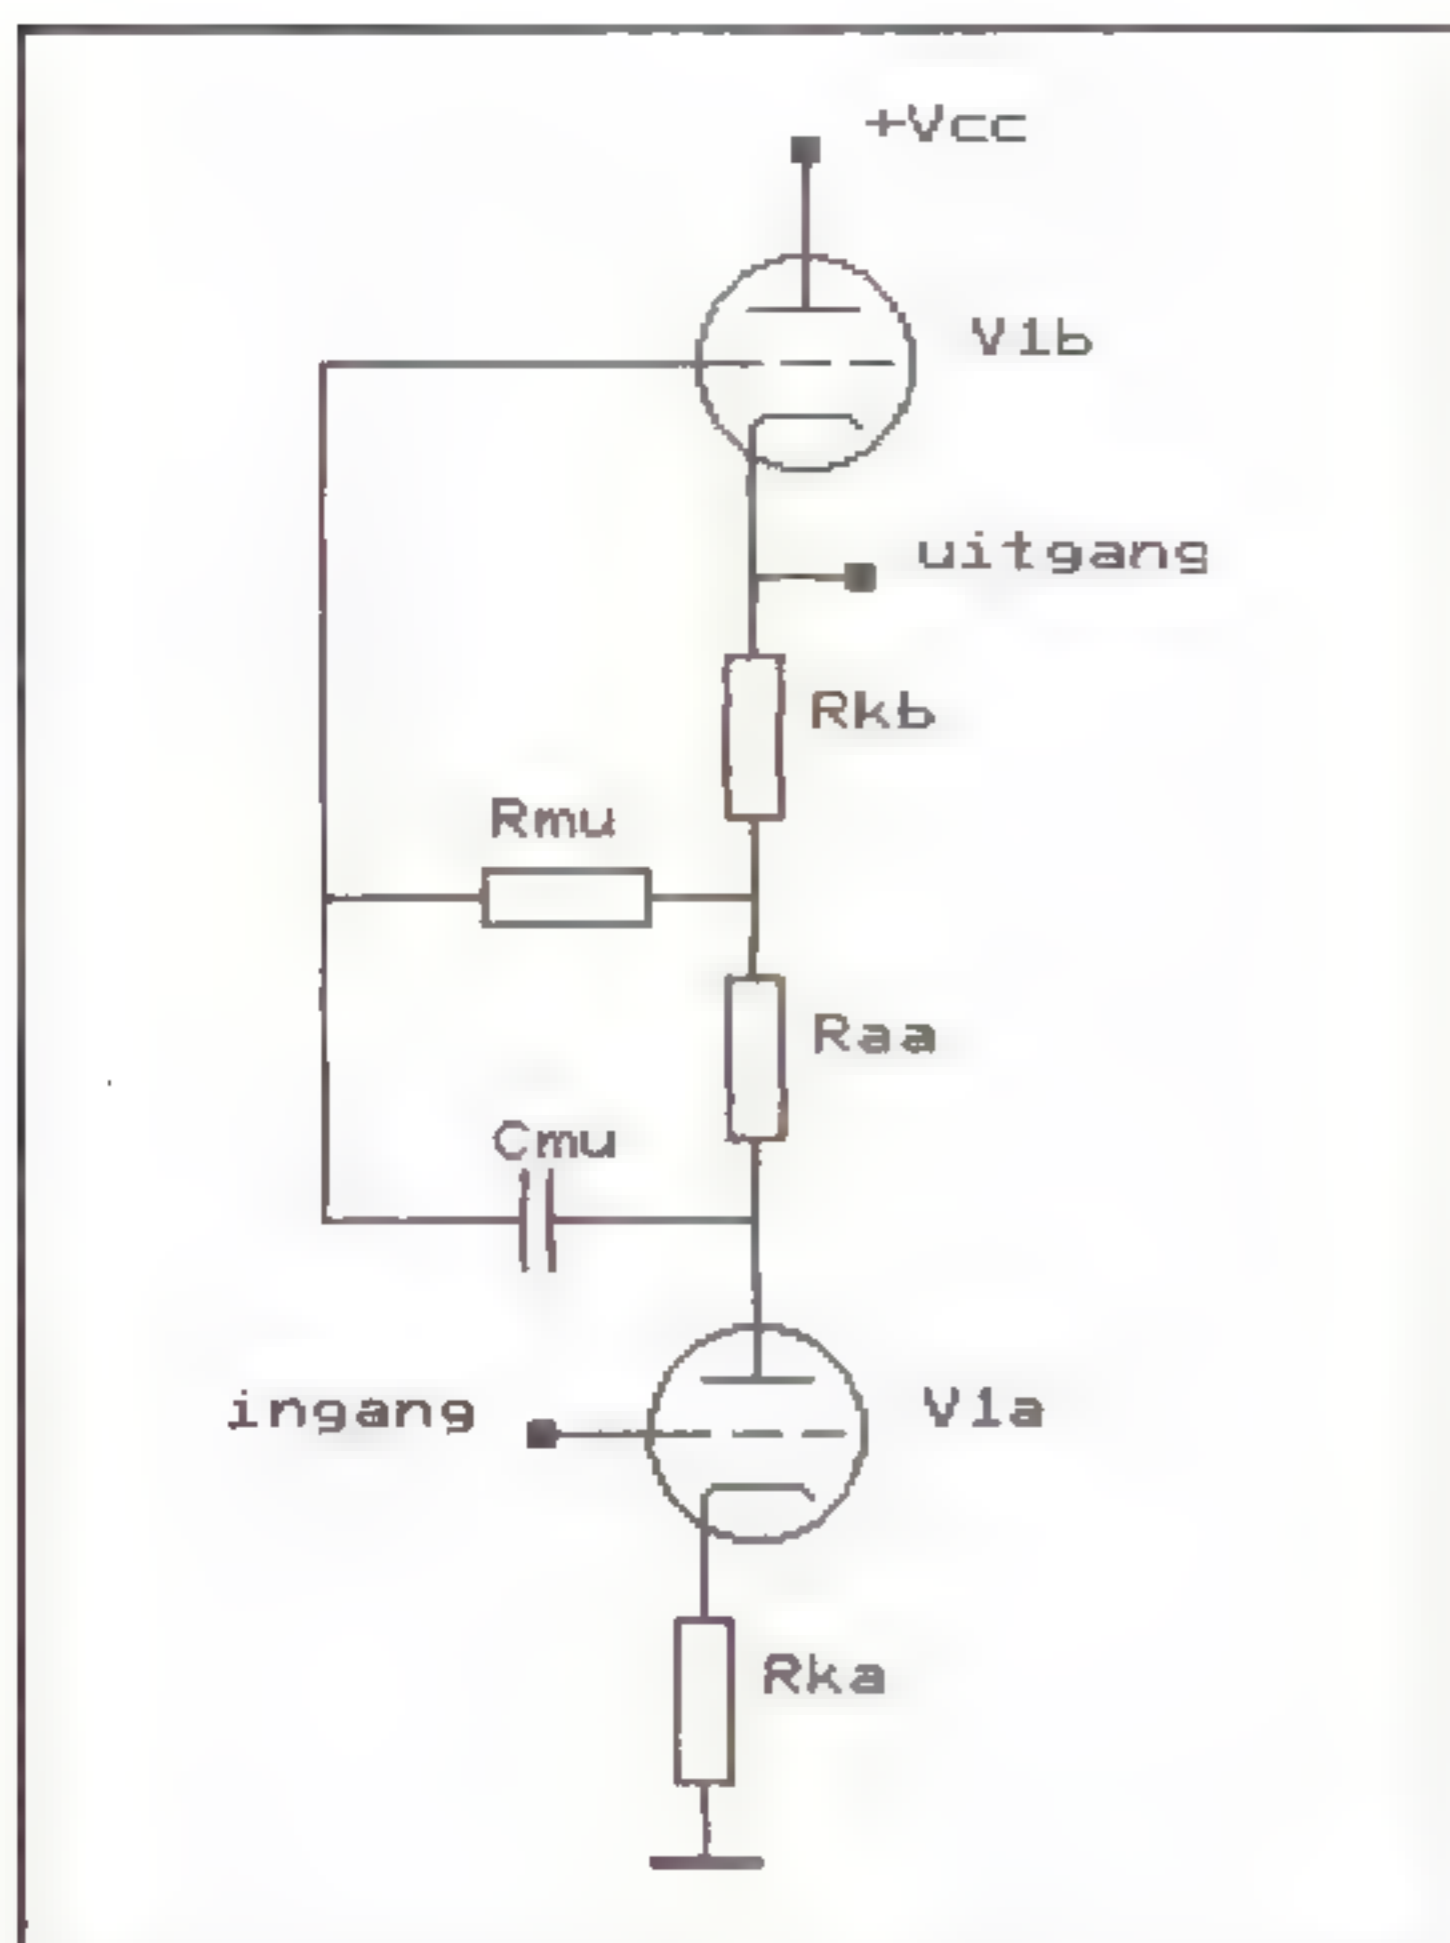 +Vcc
V1b
uitgang
Rkb
Rmu
Raa
Cmu
ingang
V1a
Rka